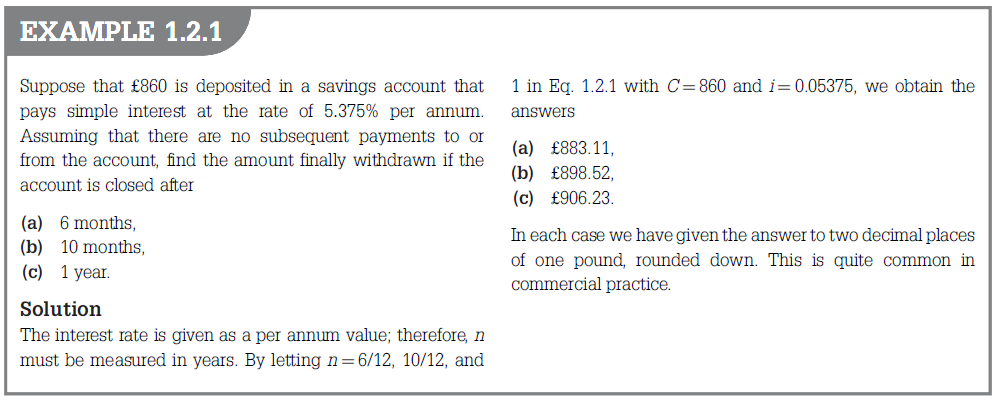 EXAMPLE 1.2.1
Suppose that £860 is deposited in a savings account that
pays simple interest at the rate of 5.375% per annum.
Assuming that there are no subsequent payments to or
from the account, find the amount finally withdrawn if the
account is closed after
(a) 6 months,
(b) 10 months,
(c) 1 year.
Solution
The interest rate is given as a per annum value; therefore, n
must be measured in years. By letting n = 6/12, 10/12, and
1 in Eq. 1.2.1 with C = 860 and i = 0.05375, we obtain the
answers
(a) £883.11,
(b) £898.52,
(c) £906.23.
In each case we have given the answer to two decimal places
of one pound, rounded down. This is quite common in
commercial practice.